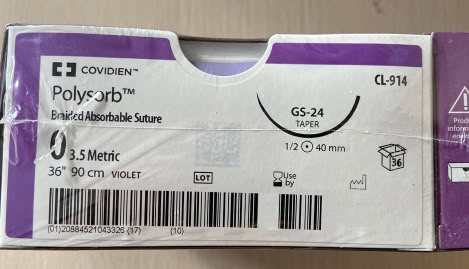 COVIDIEN™
CL-914
Polysorb™
Braided Absorbable Suture
GS-24
TAPER
0 3.5 Metric
1/2 40 mm
36" 90 cm VIOLET
LOT
Use
by
36
(01)20884521043326 (17) (10)